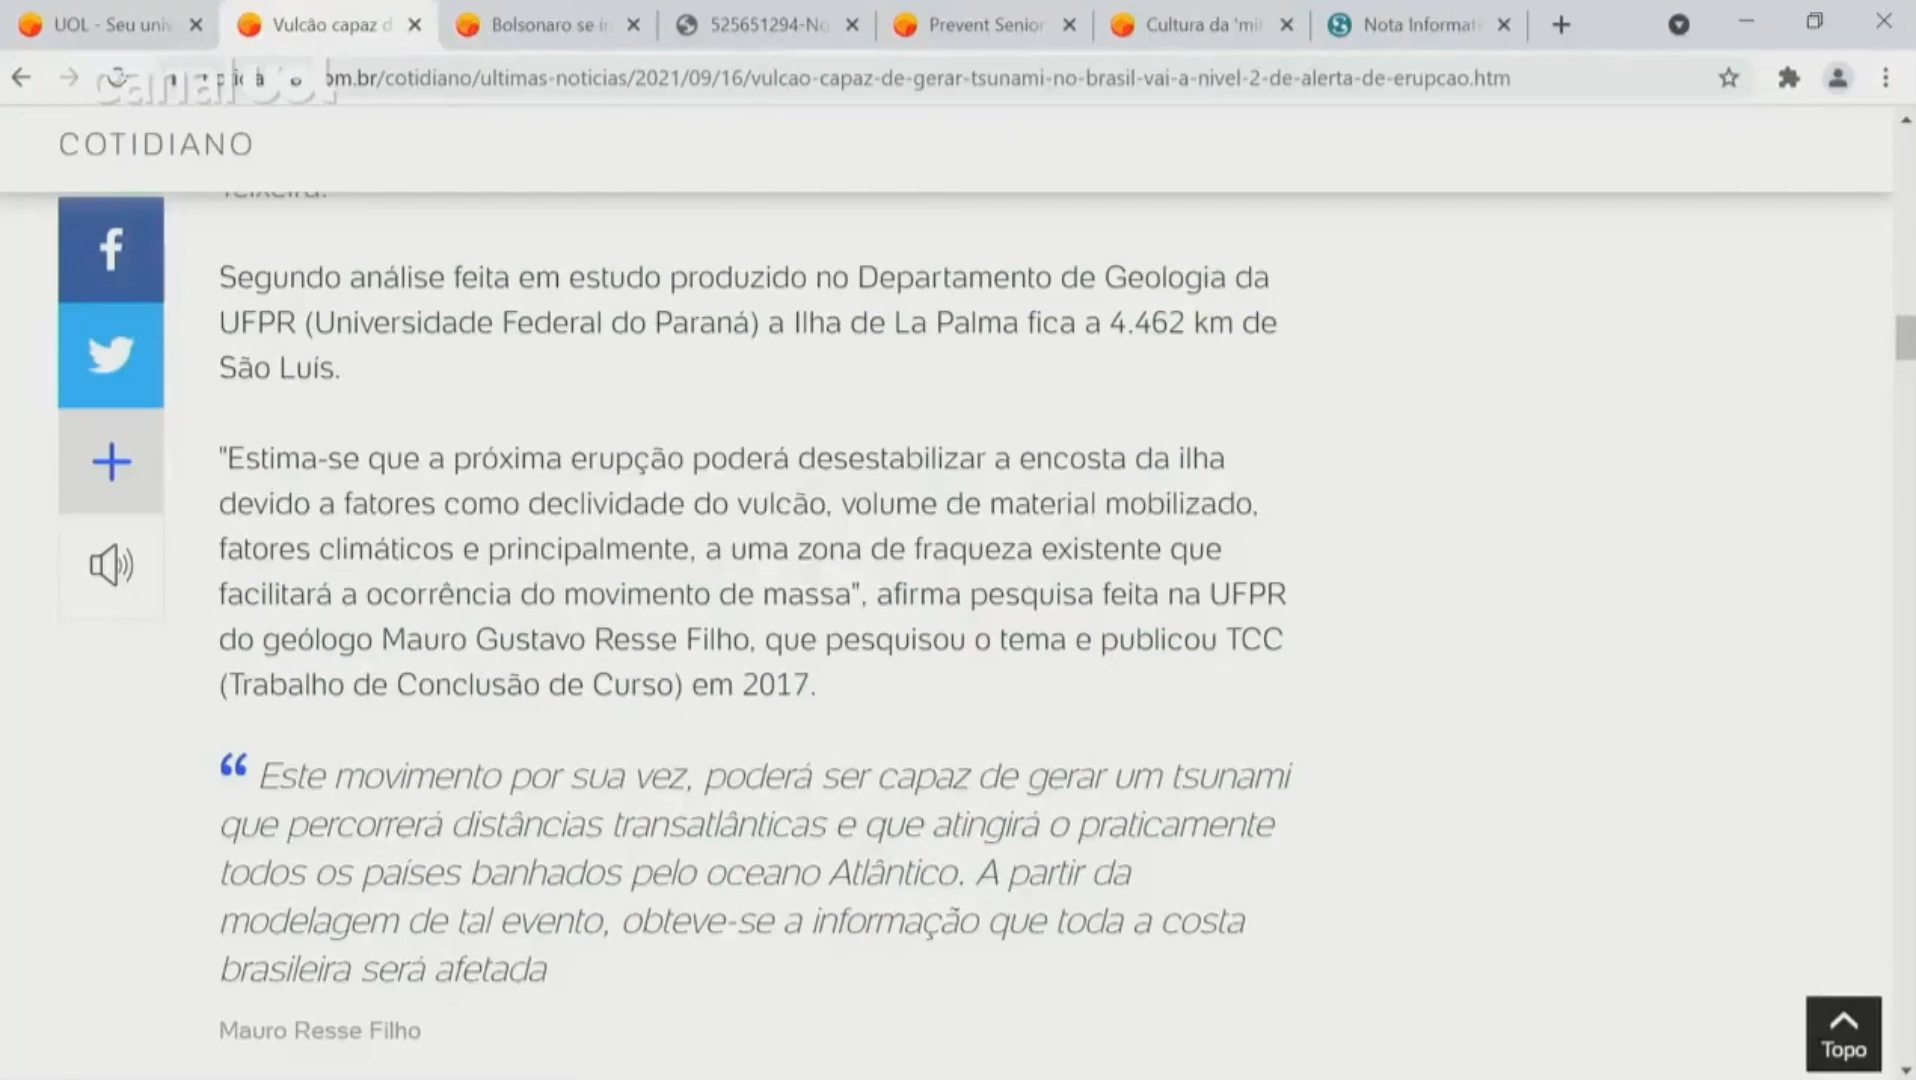 UOL - Seu univ
Vulcão capaz d
Bolsonaro se in
525651294-No
Prevent Senior
Cultura da 'mi
Nota Informat
canal UOL
om.br/cotidiano/ultimas-noticias/2021/09/16/vulcao-capaz-de-gerar-tsunami-no-brasil-vai-a-nivel-2-de-alerta-de-erupcao.htm
COTIDIANO
Teixeira.
Segundo análise feita em estudo produzido no Departamento de Geologia da
UFPR (Universidade Federal do Paraná) a Ilha de La Palma fica a 4.462 km de
São Luís.
"Estima-se que a próxima erupção poderá desestabilizar a encosta da ilha
devido a fatores como declividade do vulcão, volume de material mobilizado,
fatores climáticos e principalmente, a uma zona de fraqueza existente que
facilitará a ocorrência do movimento de massa", afirma pesquisa feita na UFPR
do geólogo Mauro Gustavo Resse Filho, que pesquisou o tema e publicou TCC
(Trabalho de Conclusão de Curso) em 2017.
“ Este movimento por sua vez, poderá ser capaz de gerar um tsunami
que percorrerá distâncias transatlânticas e que atingirá o praticamente
todos os países banhados pelo oceano Atlântico. A partir da
modelagem de tal evento, obteve-se a informação que toda a costa
brasileira será afetada
Mauro Resse Filho
Topo